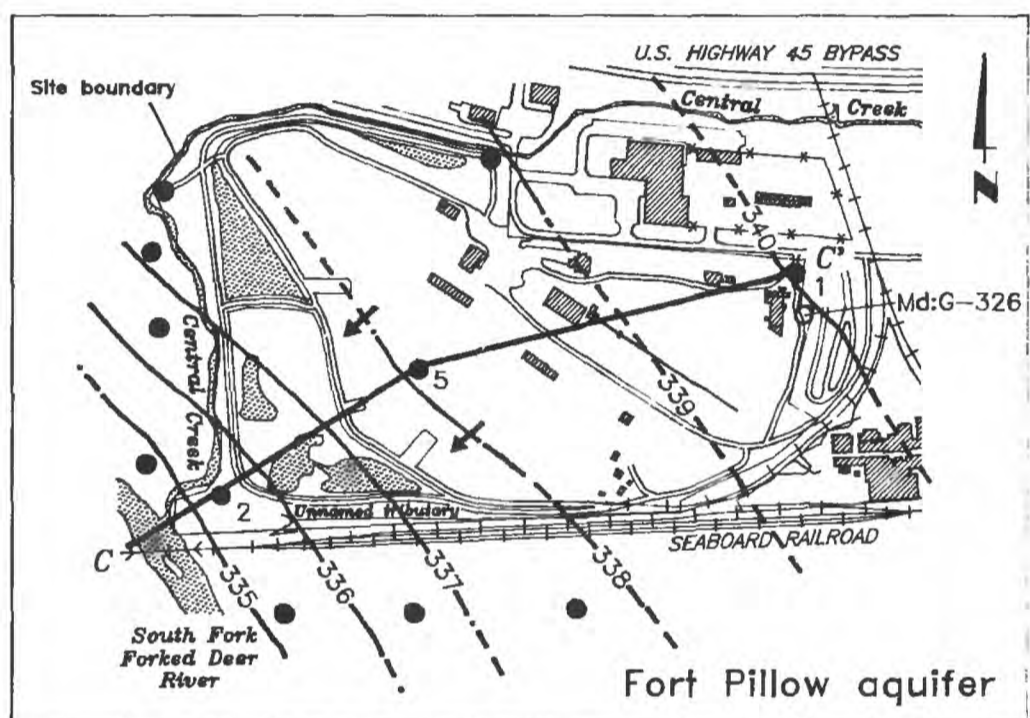 U.S. HIGHWAY 45 BYPASS
Site boundary
Central
Creek
N
340
C"
1
Md:G-326
Central Creek
5
339
2
Unnamed tributary
C
335
336
337
338
SEABOARD RAILROAD
South Fork
Forked Deer
River
Fort Pillow aquifer